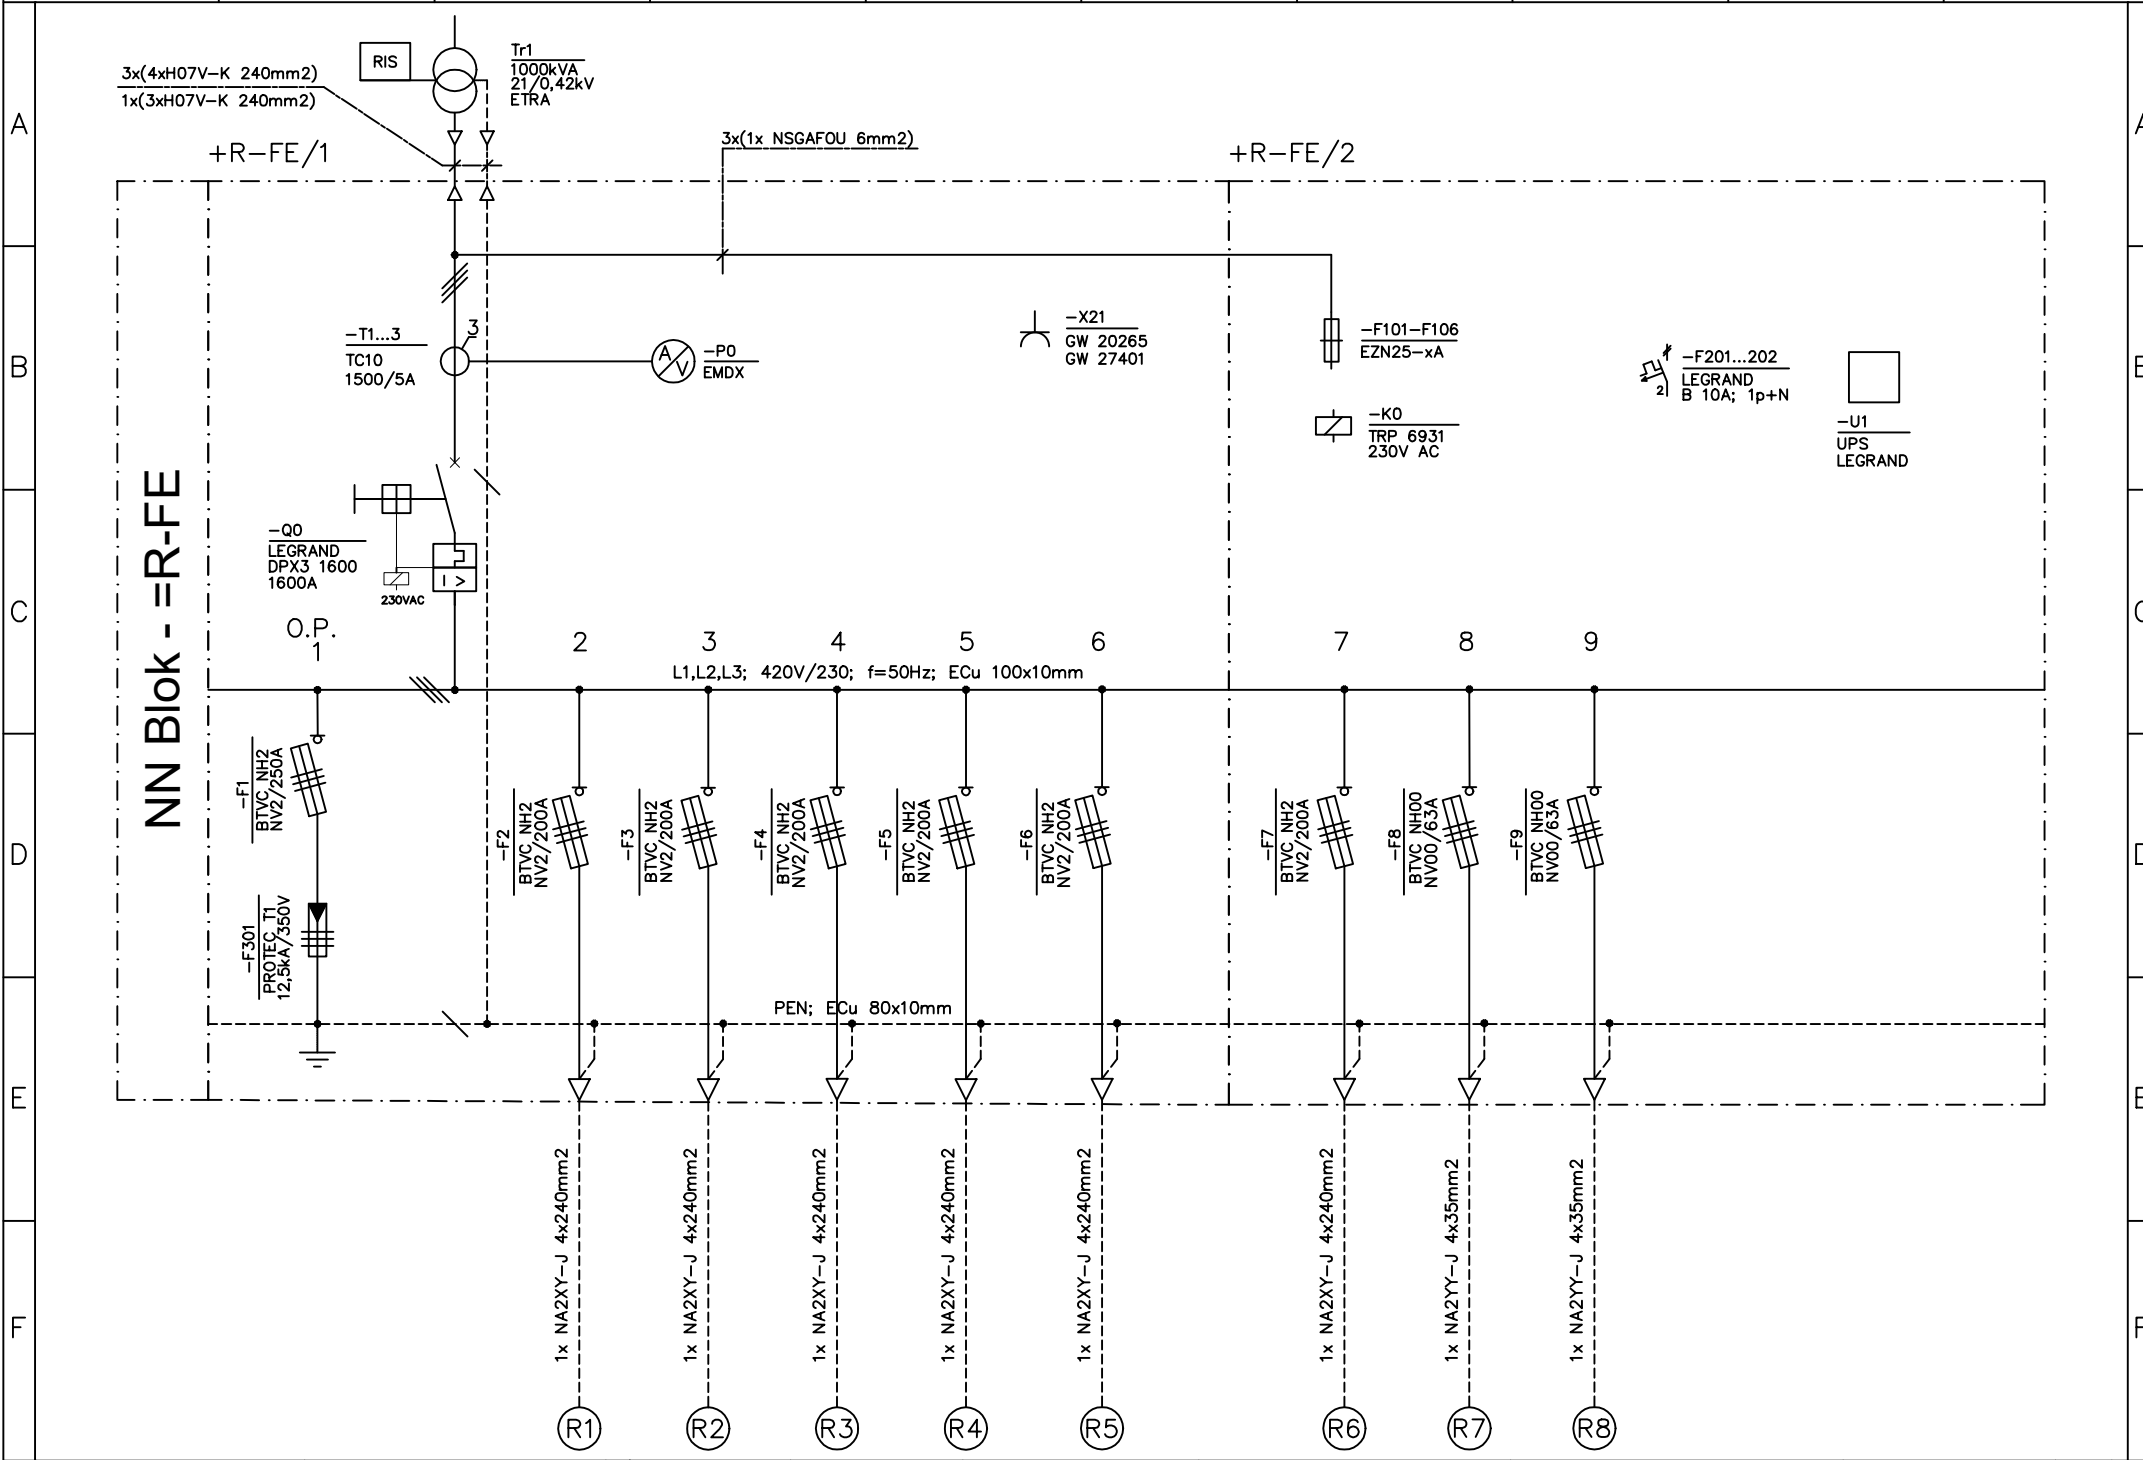 RIS
Tr1
1000kVA
21/0,42kV
ETRA
3x(4xH07V-K 240mm2)
1x(3xH07V-K 240mm2)
A
+R-FE/1
3x(1x NSGAFOU 6mm2)
+R-FE/2
B
-T1...3
TC10
1500/5A
3
A/V
-P0
EMDX
-X21
GW 20265
GW 27401
-F101-F106
EZN25-xA
-K0
TRP 6931
230V AC
2
-F201...202
LEGRAND
B 10A; 1p+N
-U1
UPS
LEGRAND
NN Blok - =R-FE
-Q0
LEGRAND
DPX3 1600
1600A
I >
230VAC
C
O.P.
1
2
3
4
5
6
7
8
9
L1,L2,L3; 420V/230; f=50Hz; ECu 100x10mm
D
-F1
BTVC NH2
NV2/250A
-F2
BTVC NH2
NV2/200A
-F3
BTVC NH2
NV2/200A
-F4
BTVC NH2
NV2/200A
-F5
BTVC NH2
NV2/200A
-F6
BTVC NH2
NV2/200A
-F7
BTVC NH2
NV2/200A
-F8
BTVC NH00
NV00/63A
-F9
BTVC NH00
NV00/63A
-F301
PROTEC T1
12,5kA/350V
PEN; ECu 80x10mm
E
1x NA2XY-J 4x240mm2
1x NA2XY-J 4x240mm2
1x NA2XY-J 4x240mm2
1x NA2XY-J 4x240mm2
1x NA2XY-J 4x240mm2
1x NA2XY-J 4x240mm2
1x NA2YY-J 4x35mm2
1x NA2YY-J 4x35mm2
F
R1
R2
R3
R4
R5
R6
R7
R8